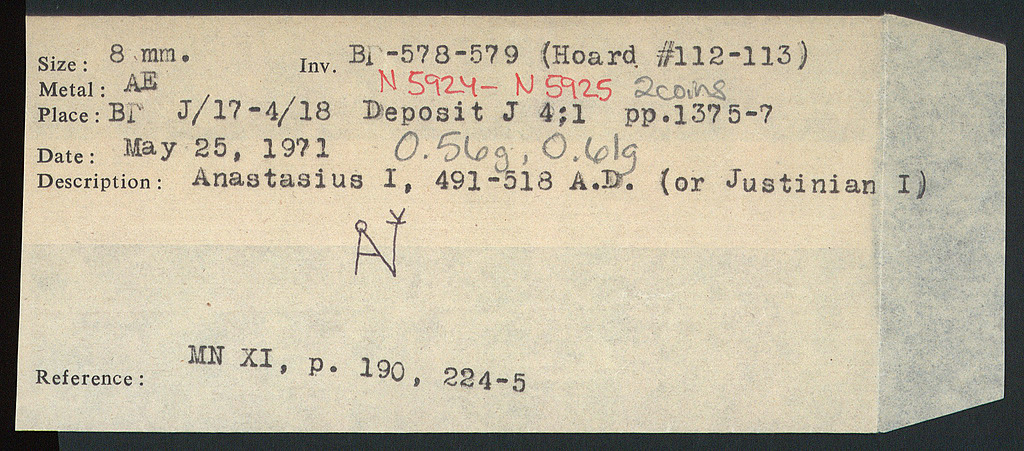 Size: 8 mm. Inv. BΓ-578-579 (Hoard #112-113)
Metal: AE N 5924- N 5925 2coins
Place: BΓ J/17-4/18 Deposit J 4;1 pp.1375-7
Date: May 25, 1971 0.56g, 0.61g
Description: Anastasius I, 491-518 A.D. (or Justinian I)
Reference: MN XI, p. 190, 224-5